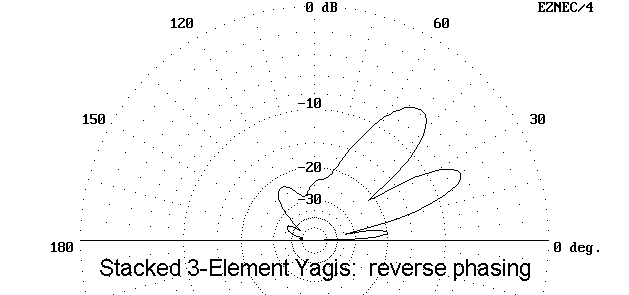 0 dB
EZNEC/4
120
60
-10
150
30
-20
-30
180
0 deg.
Stacked 3-Element Yagis: reverse phasing